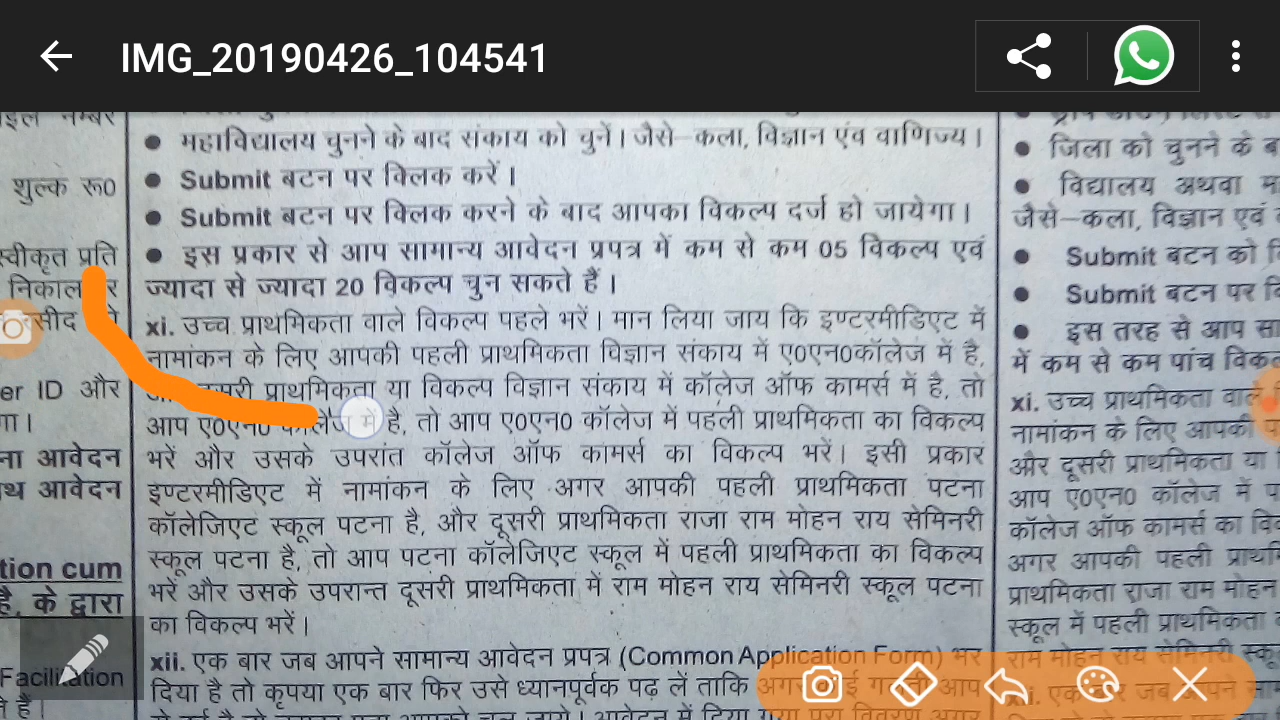 IMG_20190426_104541
शुल्क रू0
स्वीकृत प्रति
निकाल
er ID और
ना आवेदन
थ आवेदन
tion cum
है, के द्वारा
Facilitation
महाविद्यालय चुनने के बाद संकाय को चुनें। जैसे–कला, विज्ञान एंव वाणिज्य।
Submit बटन पर क्लिक करें।
Submit बटन पर क्लिक करने के बाद आपका विकल्प दर्ज हो जायेगा।
इस प्रकार से आप सामान्य आवेदन प्रपत्र में कम से कम 05 विकल्प एवं
ज्यादा से ज्यादा 20 विकल्प चुन सकते हैं।
xi. उच्च प्राथमिकता वाले विकल्प पहले भरें। मान लिया जाय कि इण्टरमीडिएट में
नामांकन के लिए आपकी पहली प्राथमिकता विज्ञान संकाय में ए0एन0कॉलेज में है,
प्राथमिकता या विकल्प विज्ञान संकाय में कॉलेज ऑफ कामर्स में है, तो
आप ए0एन0 में है, तो आप ए0एन0 कॉलेज में पहली प्राथमिकता का विकल्प
भरें और उसके उपरांत कॉलेज ऑफ कामर्स का विकल्प भरें। इसी प्रकार
इण्टरमीडिएट में नामांकन के लिए अगर आपकी पहली प्राथमिकता पटना
कॉलेजिएट स्कूल पटना है, और दूसरी प्राथमिकता राजा राम मोहन राय सेमिनरी
स्कूल पटना है, तो आप पटना कॉलेजिएट स्कूल में पहली प्राथमिकता का विकल्प
भरें और उसके उपरान्त दूसरी प्राथमिकता में राम मोहन राय सेमिनरी स्कूल पटना
का विकल्प भरें।
xii. एक बार जब आपने सामान्य आवेदन प्रपत्र (Common Application Form) भर
दिया है तो कृपया एक बार फिर उसे ध्यानपूर्वक पढ़ लें ताकि अगर आप
जिला को चुनने के
विद्यालय अथवा
जैसे–कला, विज्ञान एवं
Submit बटन को
Submit बटन पर
इस तरह से आप
में कम से कम पांच
xi. उच्च प्राथमिकता
नामांकन के लिए आपकी
और दूसरी प्राथमिकता या
आप ए0एन0 कॉलेज में
कॉलेज ऑफ कामर्स का
अगर आपकी पहली
प्राथमिकता राजा राम मोहन
स्कूल में पहली प्राथमिकता
राम मोहन राय सेमिनरी